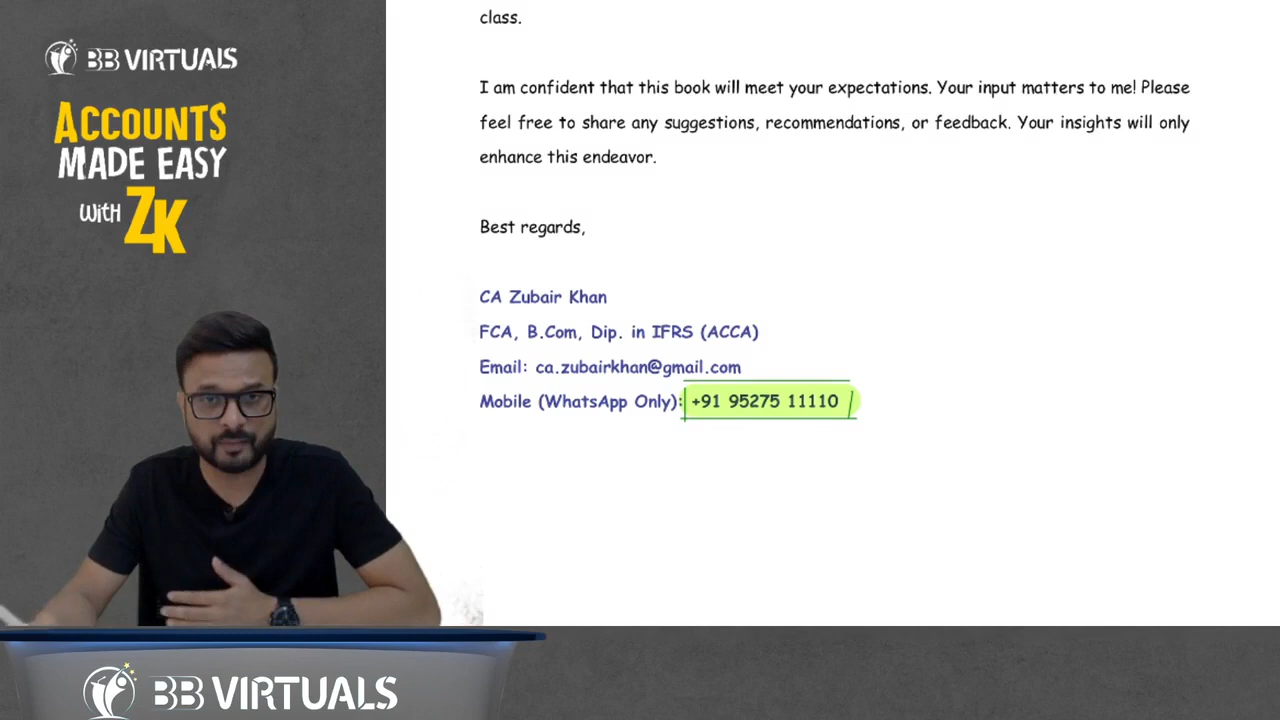 BB VIRTUALS
ACCOUNTS
MADE EASY
WITH ZK
class.
I am confident that this book will meet your expectations. Your input matters to me! Please
feel free to share any suggestions, recommendations, or feedback. Your insights will only
enhance this endeavor.
Best regards,
CA Zubair Khan
FCA, B.Com, Dip. in IFRS (ACCA)
Email: ca.zubairkhan@gmail.com
Mobile (WhatsApp Only): +91 95275 11110
BB VIRTUALS